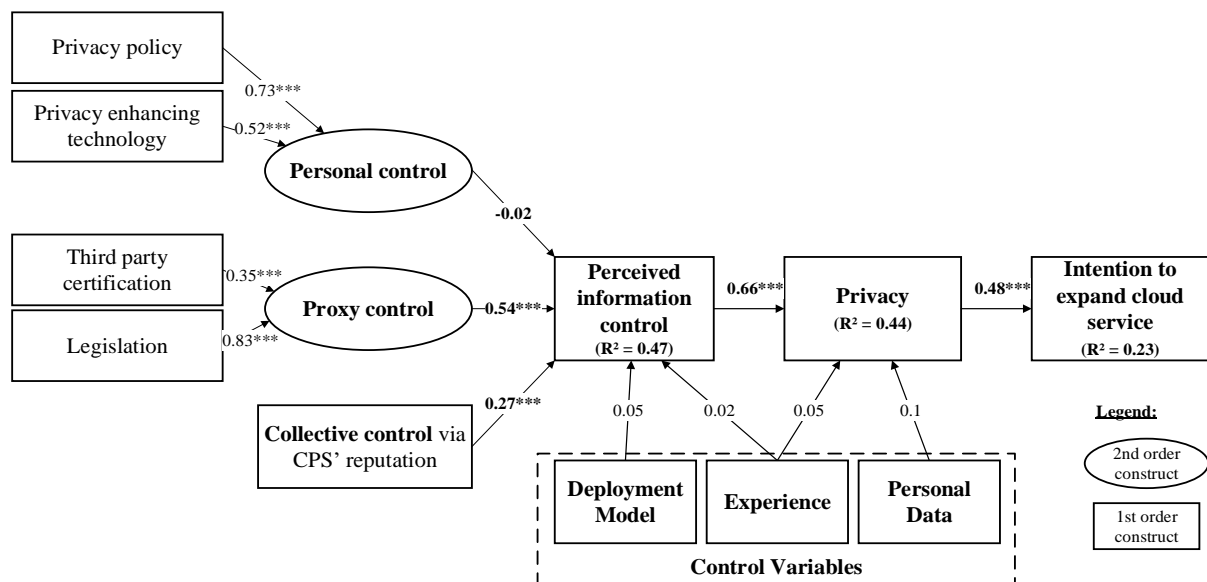 Privacy policy
0.73***
Privacy enhancing
technology
0.52***
Personal control
-0.02
Third party
certification
0.35***
Proxy control
0.54***
Legislation
0.83***
Collective control via
CPS’ reputation
0.27***
Perceived
information
control
(R² = 0.47)
0.66***
Privacy
(R² = 0.44)
0.48***
Intention to
expand cloud
service
(R² = 0.23)
0.05
0.02
0.05
0.1
Deployment
Model
Experience
Personal
Data
Control Variables
Legend:
2nd order
construct
1st order
construct